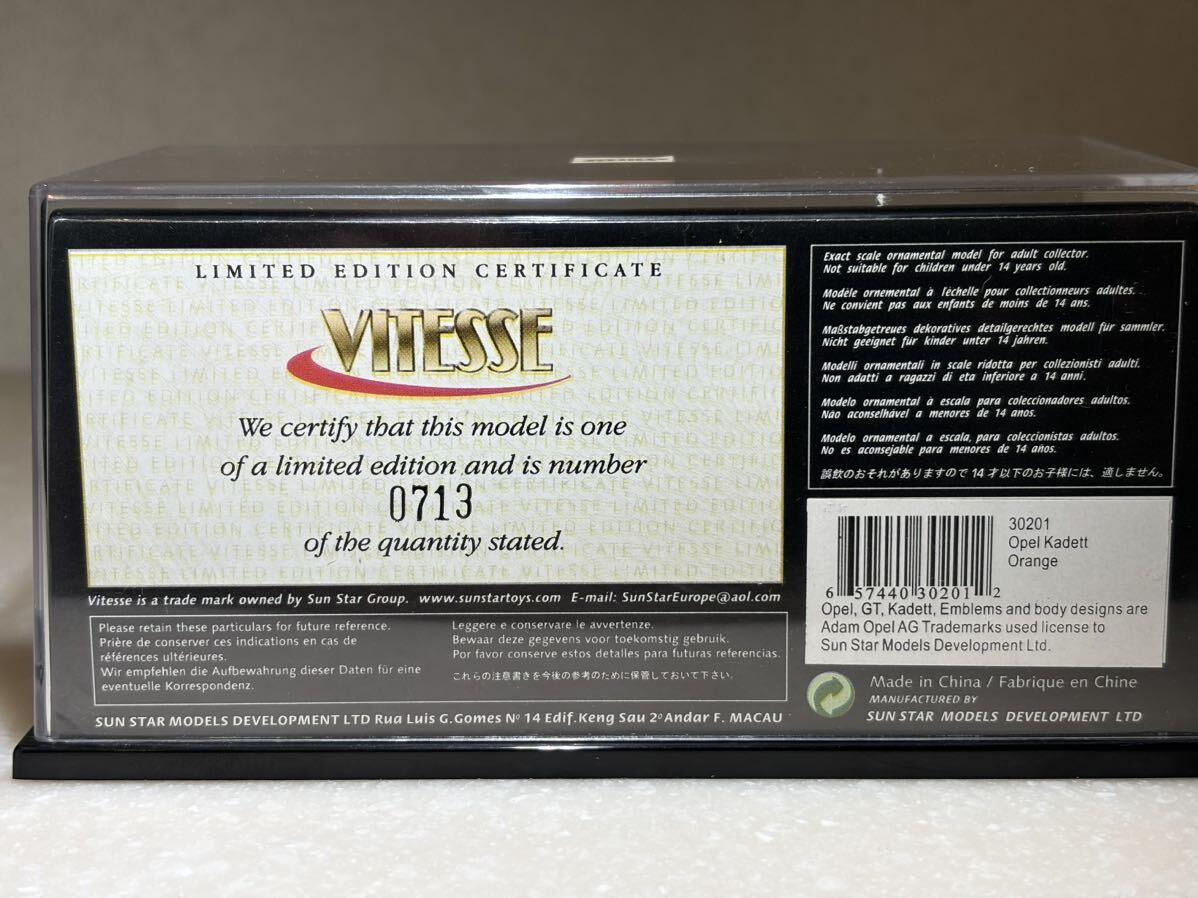 LIMITED EDITION CERTIFICATE
VITESSE
We certify that this model is one
of a limited edition and is number
0713
of the quantity stated.
Vitesse is a trade mark owned by Sun Star Group. www.sunstartoys.com E-mail: SunStarEurope@aol.com
Please retain these particulars for future reference.
Prière de conserver ces indications en cas de
références ultérieures.
Wir empfehlen die Aufbewahrung dieser Daten für eine
eventuelle Korrespondenz.
Leggere e conservare le avvertenze.
Bewaar deze gegevens voor toekomstig gebruik.
Por favor conserve estos detalles para futuras referencias.
これらの注意書きを今後の参考のために保管しておいて下さい。
SUN STAR MODELS DEVELOPMENT LTD Rua Luis G.Gomes Nº 14 Edif.Keng Sau 2º Andar F. MACAU
Exact scale ornamental model for adult collector.
Not suitable for children under 14 years old.
Modèle ornemental à léchelle pour collectionneurs adultes.
Ne convient pas aux enfants de moins de 14 ans.
Maßstabgetreues dekoratives detailgerechtes modell für sammler.
Nicht geeignet für kinder unter 14 jahren.
Modelli ornamentali in scale ridotta per collezionisti adulti.
Non adatti a ragazzi di eta inferiore a 14 anni.
Modelo ornamental à escala para coleccionadores adultos.
Não aconselhável a menores de 14 anos.
Modelo ornamental a escala, para coleccionistas adultos.
No es aconsejable para menores de 14 años.
誤飲のおそれがありますので 14 才以下のお子様には、適しません。
30201
Opel Kadett
Orange
6 57440 30201 2
Opel, GT, Kadett, Emblems and body designs are
Adam Opel AG Trademarks used license to
Sun Star Models Development Ltd.
Made in China / Fabrique en Chine
MANUFACTURED BY
SUN STAR MODELS DEVELOPMENT LTD